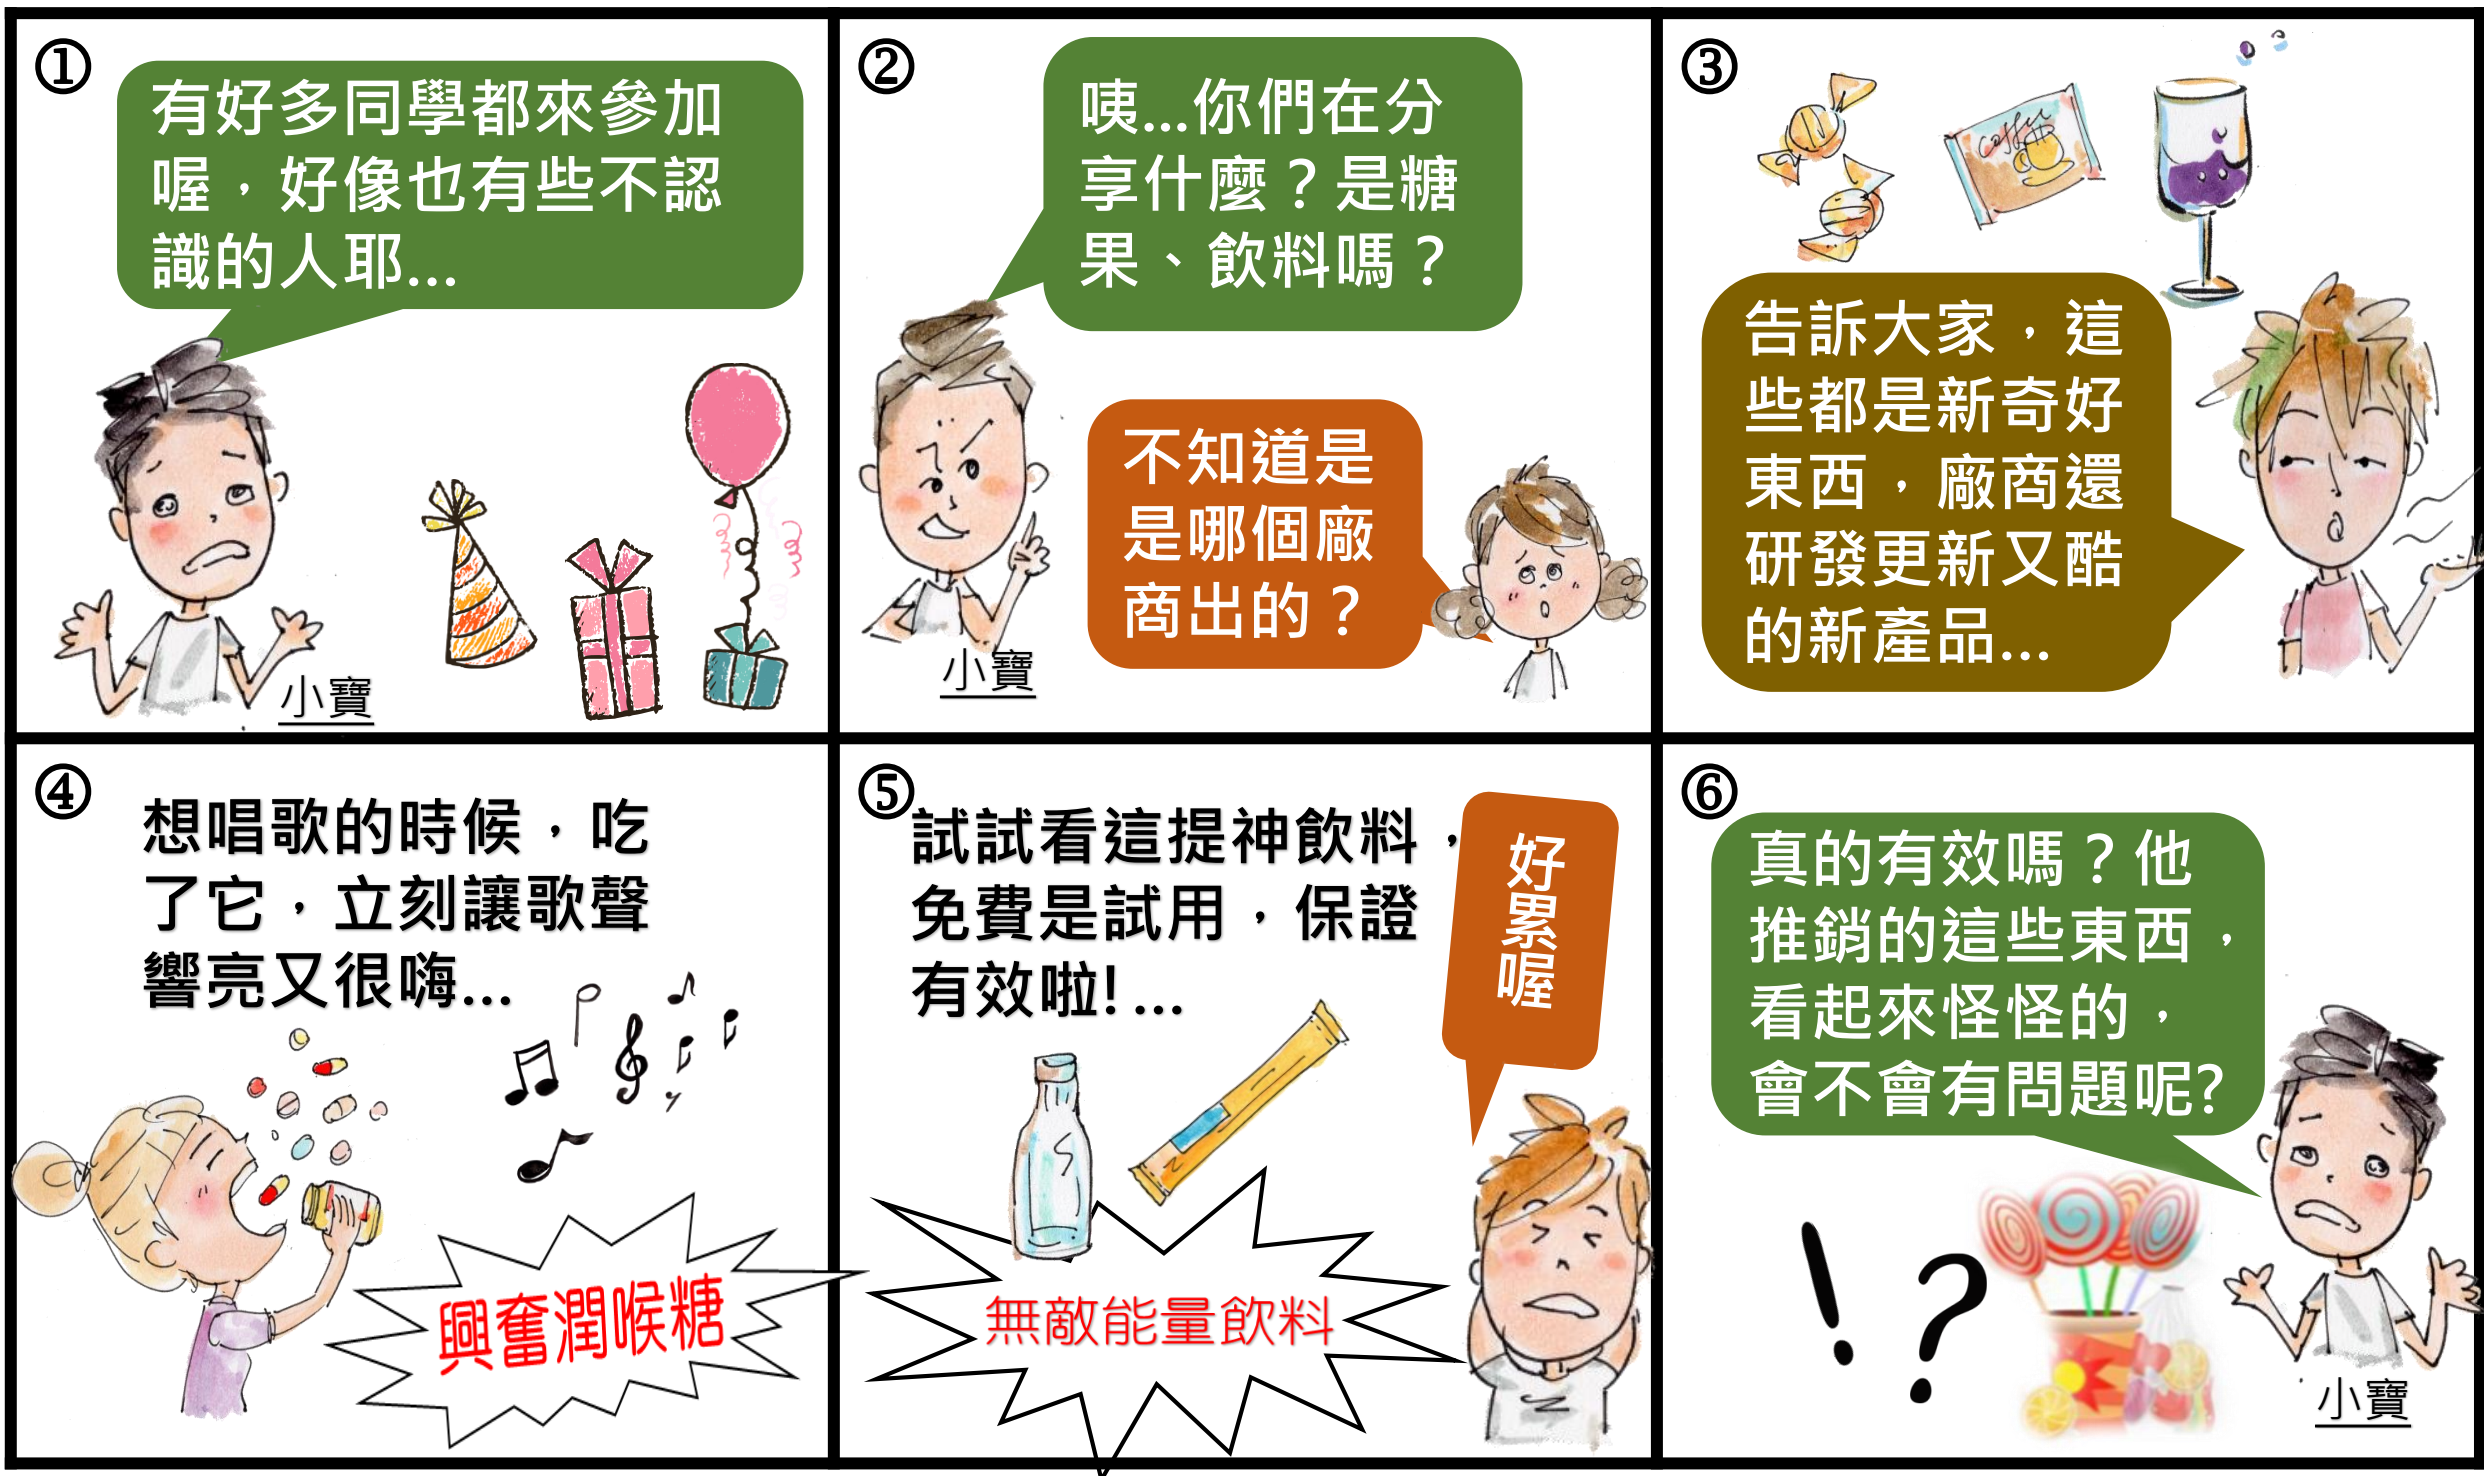 ①
有好多同學都來參加
喔，好像也有些不認
識的人耶...
小寶
②
咦...你們在分
享什麼？是糖
果、飲料嗎？
不知道是
是哪個廠
商出的？
小寶
③
coffee
告訴大家，這
些都是新奇好
東西，廠商還
研發更新又酷
的新產品...
④
想唱歌的時候，吃
了它，立刻讓歌聲
響亮又很嗨...
興奮潤喉糖
⑤
試試看這提神飲料，
免費是試用，保證
有效啦!...
好累喔
無敵能量飲料
⑥
真的有效嗎？他
推銷的這些東西，
看起來怪怪的，
會不會有問題呢?
!?
小寶